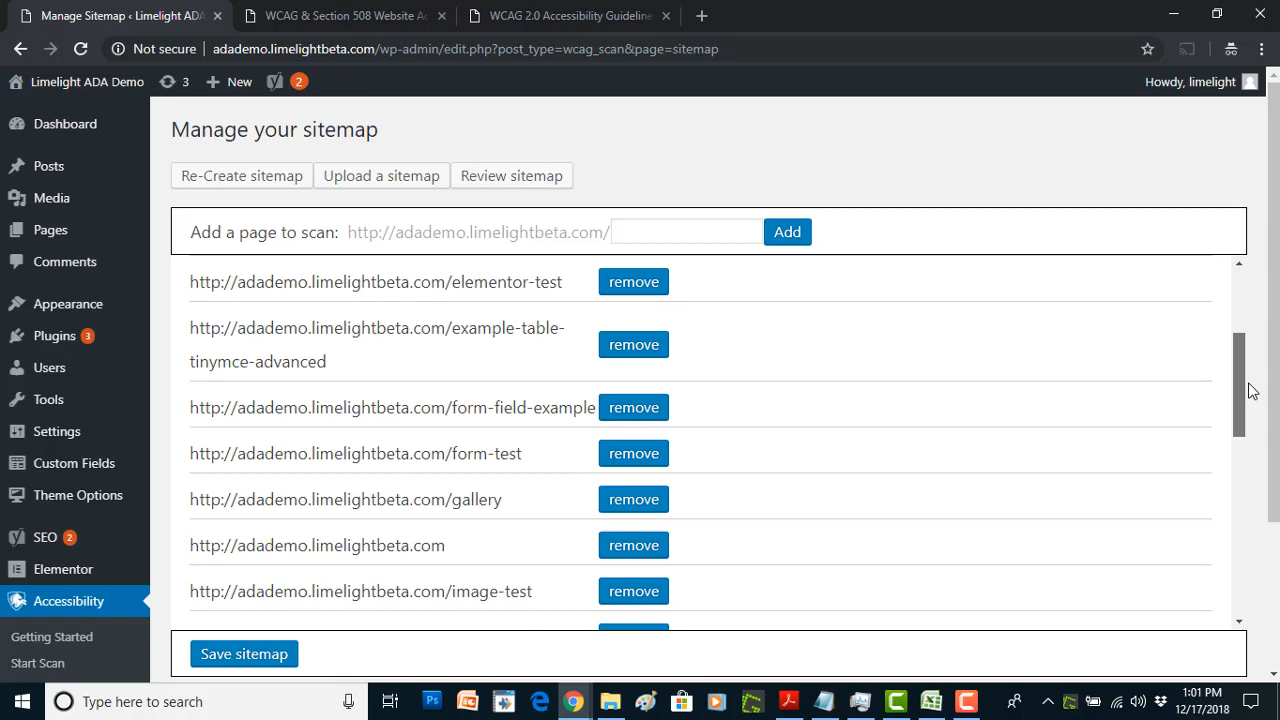 Manage Sitemap ‹ Limelight ADA D
WCAG & Section 508 Website Ac
WCAG 2.0 Accessibility Guideline
Not secure
adademo.limelightbeta.com/wp-admin/edit.php?post_type=wcag_scan&page=sitemap
Limelight ADA Demo
3
New
2
Howdy, limelight
Dashboard
Posts
Media
Pages
Comments
Appearance
Plugins 3
Users
Tools
Settings
Custom Fields
Theme Options
SEO 2
Elementor
Accessibility
Getting Started
Start Scan
Manage your sitemap
Re-Create sitemap
Upload a sitemap
Review sitemap
Add a page to scan: http://adademo.limelightbeta.com/
Add
http://adademo.limelightbeta.com/elementor-test remove
http://adademo.limelightbeta.com/example-table-
tinymce-advanced
remove
http://adademo.limelightbeta.com/form-field-example remove
http://adademo.limelightbeta.com/form-test remove
http://adademo.limelightbeta.com/gallery remove
http://adademo.limelightbeta.com remove
http://adademo.limelightbeta.com/image-test remove
Save sitemap
Type here to search
1:01 PM
12/17/2018